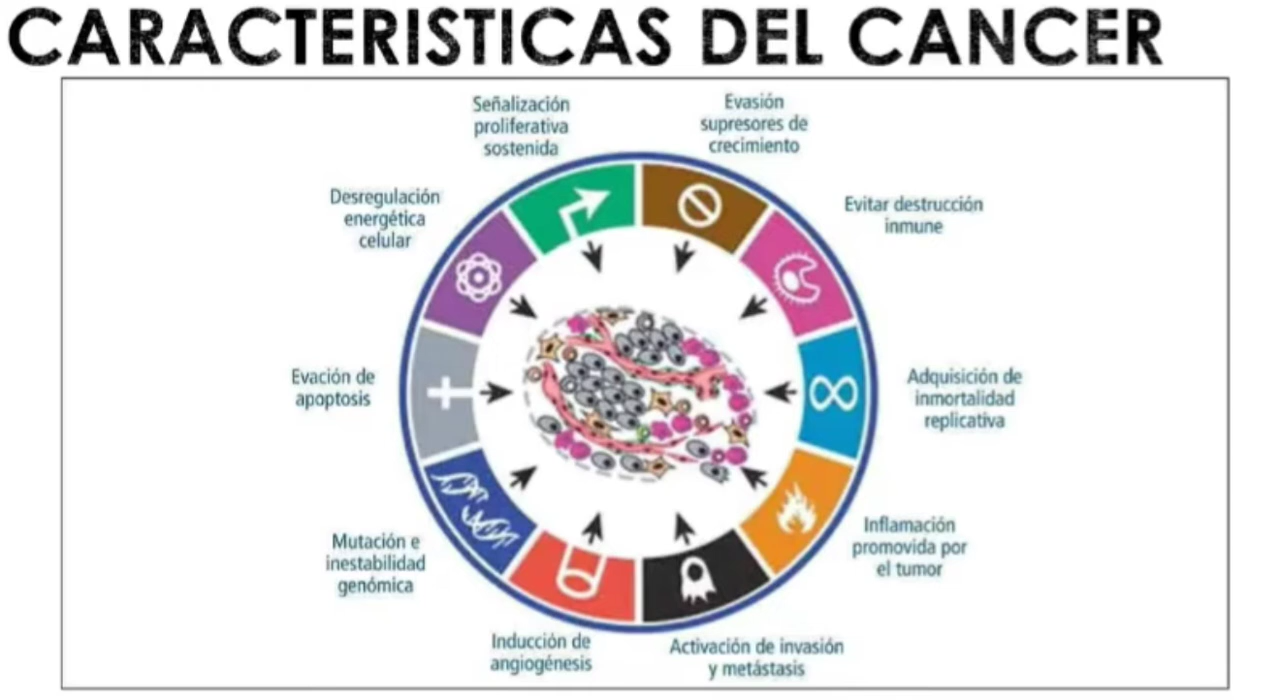 CARACTERISTICAS DEL CANCER
Señalización
proliferativa
sostenida
Evasión
supresores de
crecimiento
Desregulación
energética
celular
Evitar destrucción
inmune
Evación de
apoptosis
Adquisición de
inmortalidad
replicativa
Mutación e
inestabilidad
genómica
Inflamación
promovida por
el tumor
Inducción de
angiogénesis
Activación de invasión
y metástasis